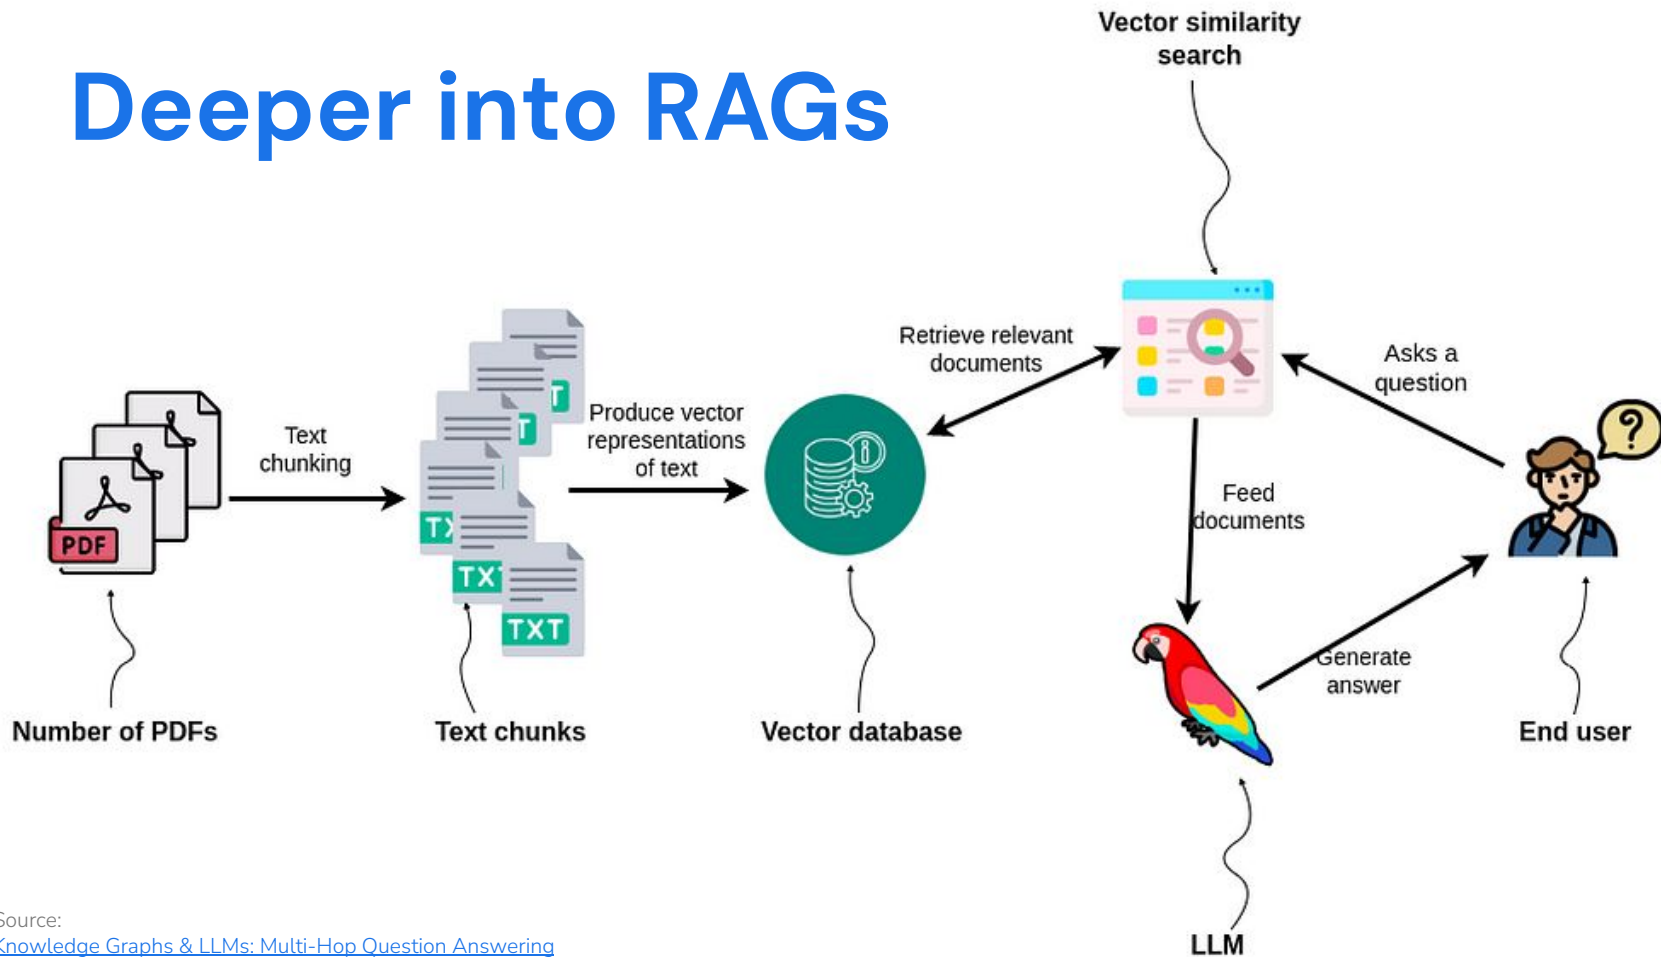 Deeper into RAGs
Vector similarity
search
Retrieve relevant
documents
Asks a
question
?
Text
chunking
Produce vector
representations
of text
PDF
TXT
TXT
Feed
documents
Generate
answer
Number of PDFs
Text chunks
Vector database
End user
LLM
Source:
Knowledge Graphs & LLMs: Multi-Hop Question Answering